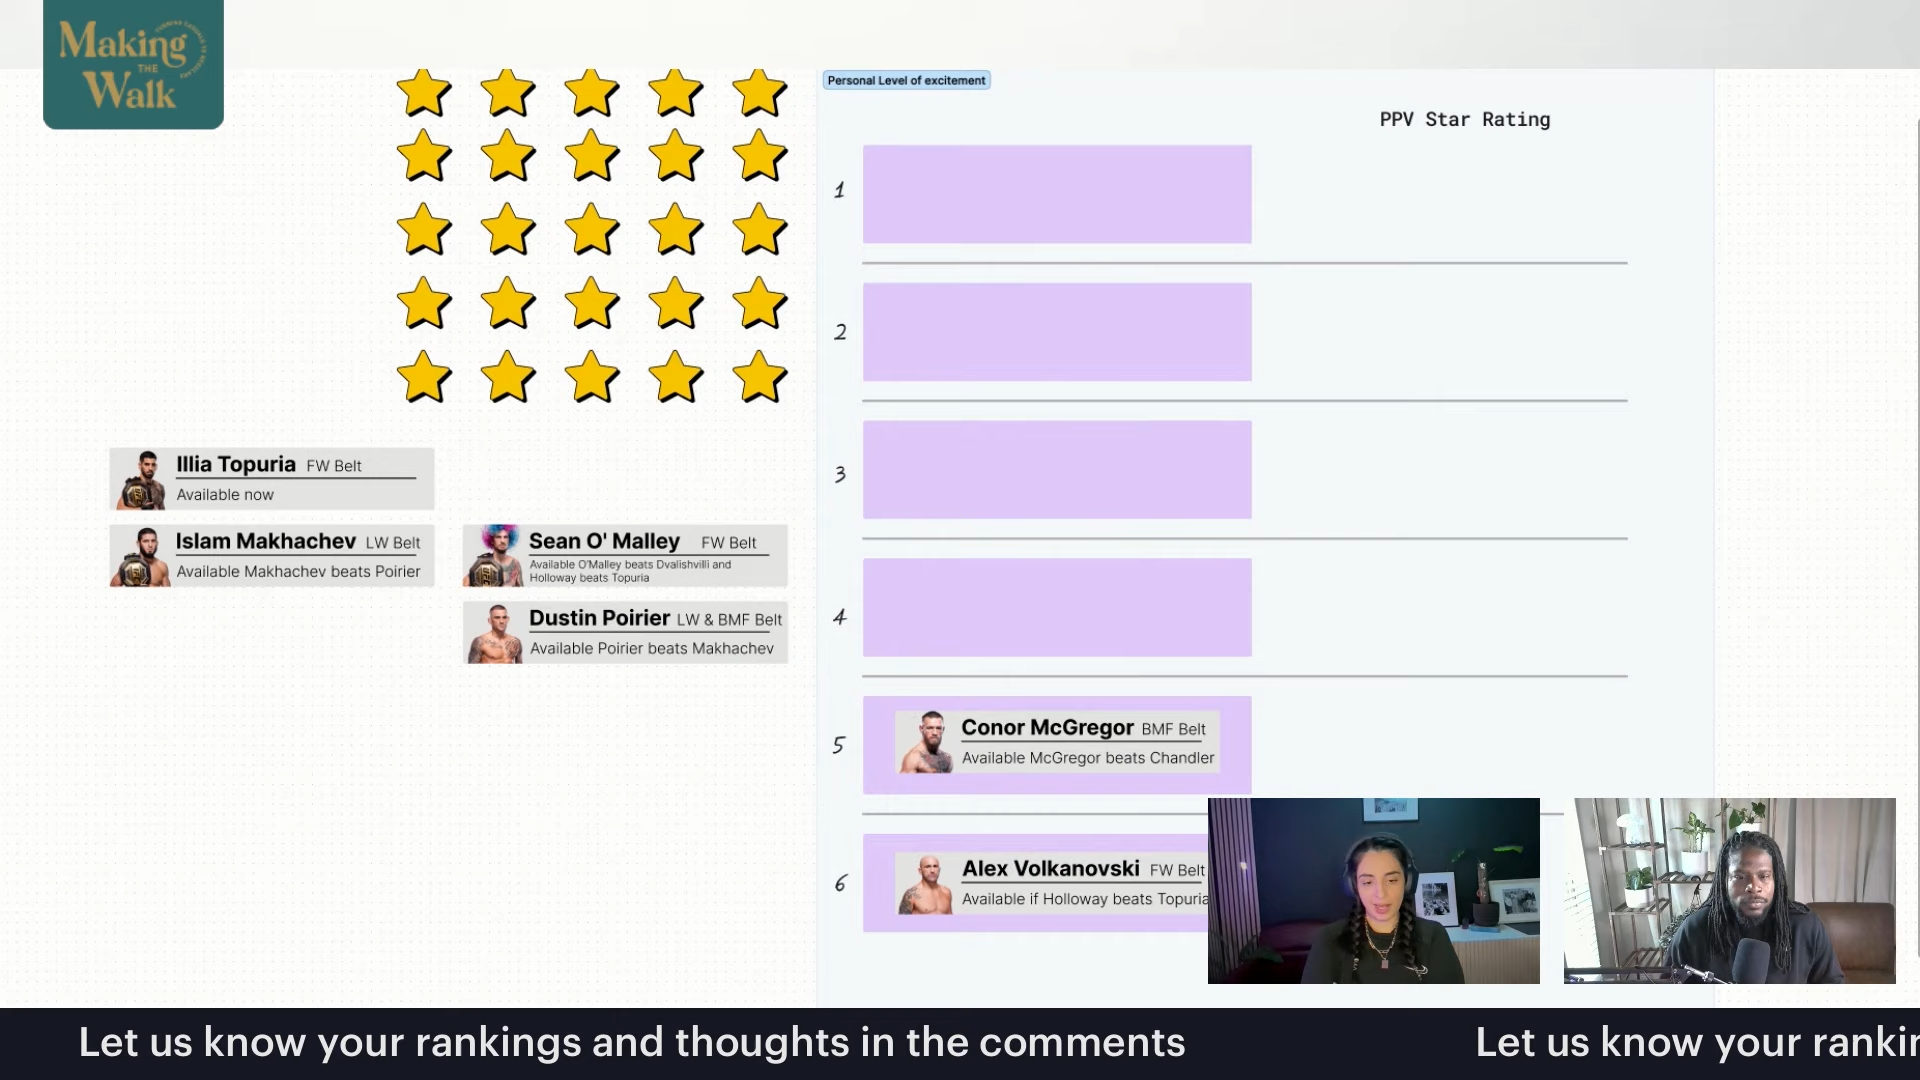 Making
THE
Walk
Personal Level of excitement
PPV Star Rating
1
2
3
4
5
6
Illia Topuria FW Belt
Available now
Islam Makhachev LW Belt
Available Makhachev beats Poirier
Sean O' Malley FW Belt
Available O'Malley beats Dvalishvilli and
Holloway beats Topuria
Dustin Poirier LW & BMF Belt
Available Poirier beats Makhachev
Conor McGregor BMF Belt
Available McGregor beats Chandler
Alex Volkanovski FW Belt
Available if Holloway beats Topuria
Let us know your rankings and thoughts in the comments
Let us know your rankin